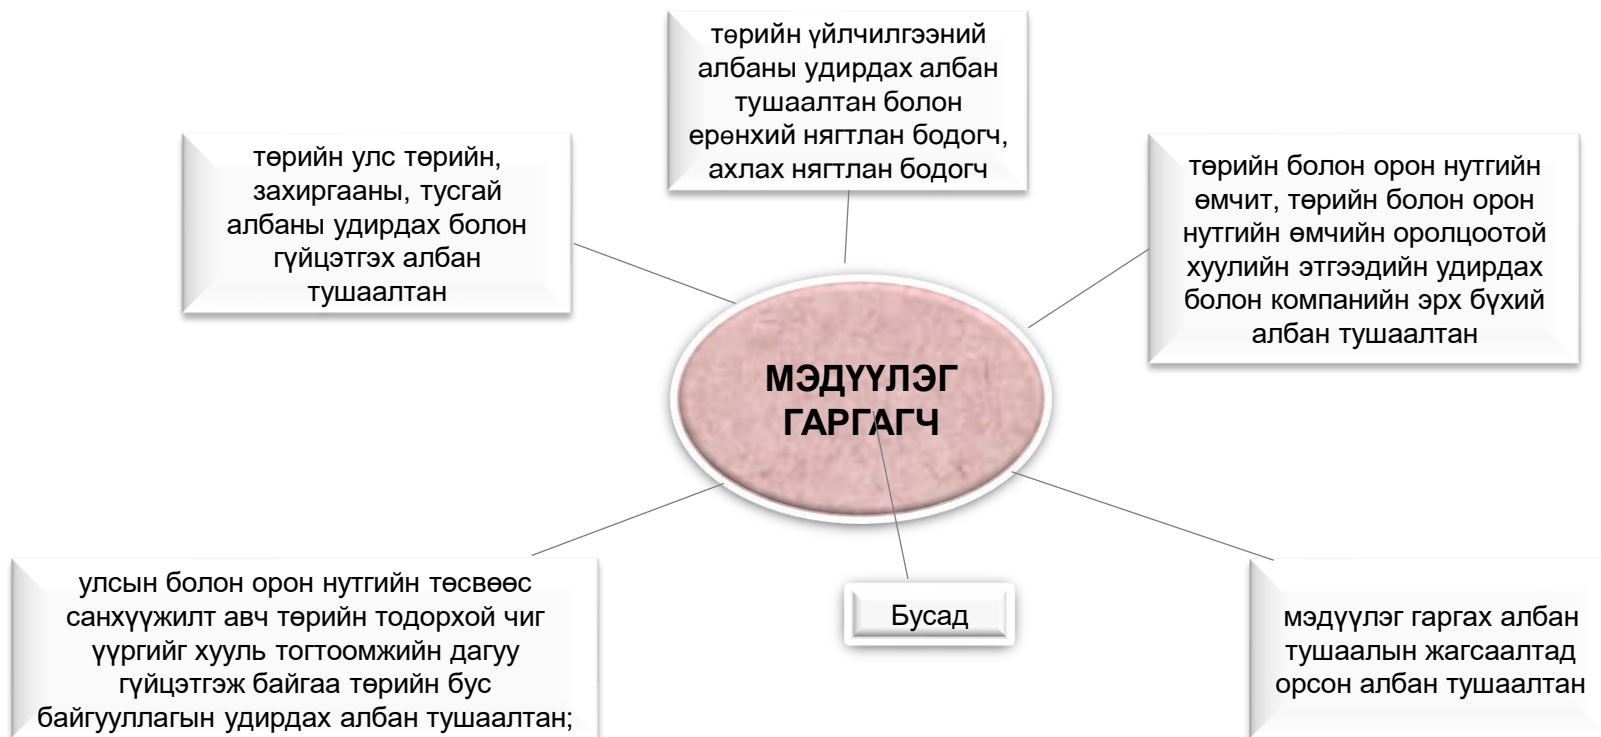 төрийн үйлчилгээний
албаны удирдах албан
тушаалтан болон
ерөнхий нягтлан бодогч,
ахлах нягтлан бодогч
төрийн улс төрийн,
захиргааны, тусгай
албаны удирдах болон
гүйцэтгэх албан
тушаалтан
төрийн болон орон нутгийн
өмчит, төрийн болон орон
нутгийн өмчийн оролцоотой
хуулийн этгээдийн удирдах
болон компанийн эрх бүхий
албан тушаалтан
МЭДҮҮЛЭГ
ГАРГАГЧ
улсын болон орон нутгийн төсвөөс
санхүүжилт авч төрийн тодорхой чиг
үүргийг хууль тогтоомжийн дагуу
гүйцэтгэж байгаа төрийн бус
байгууллагын удирдах албан тушаалтан;
Бусад
мэдүүлэг гаргах албан
тушаалын жагсаалтад
орсон албан тушаалтан